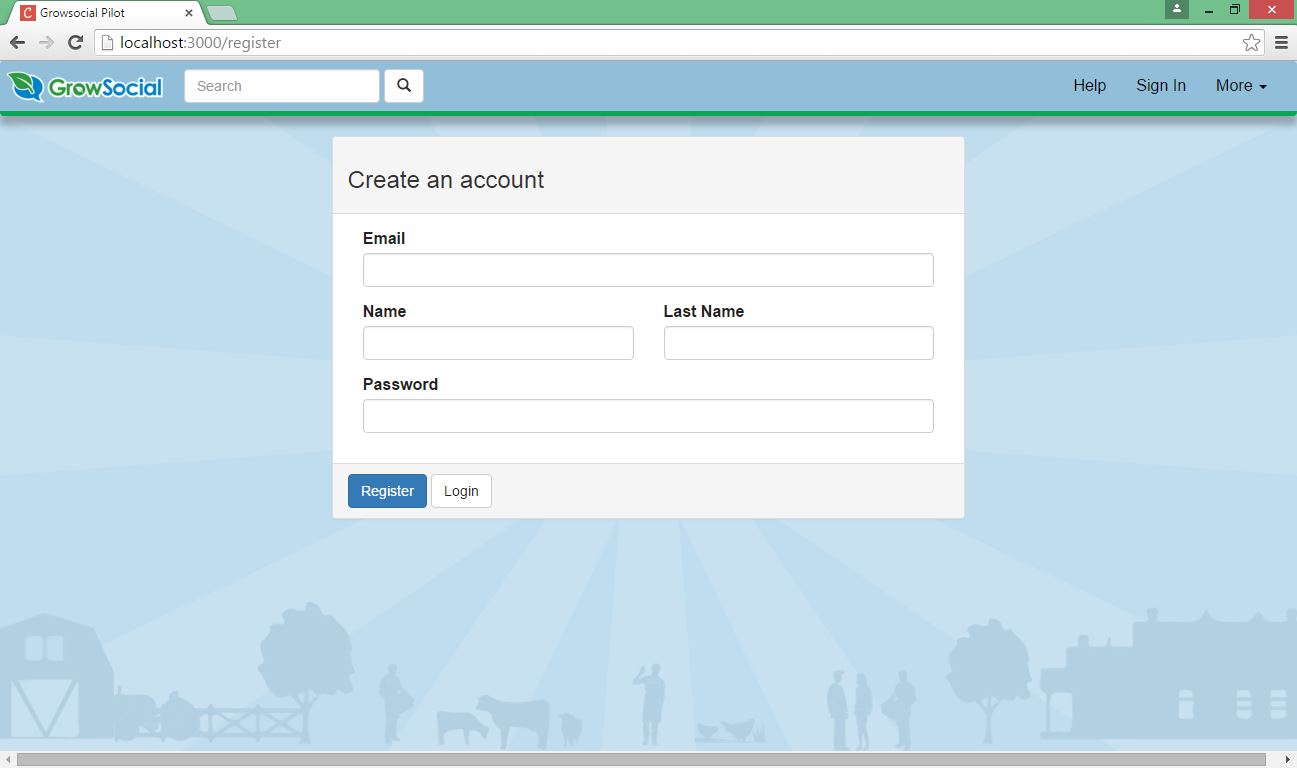 C Growsocial Pilot
localhost:3000/register
GrowSocial Search Help Sign In More
Create an account
Email
Name Last Name
Password
Register Login